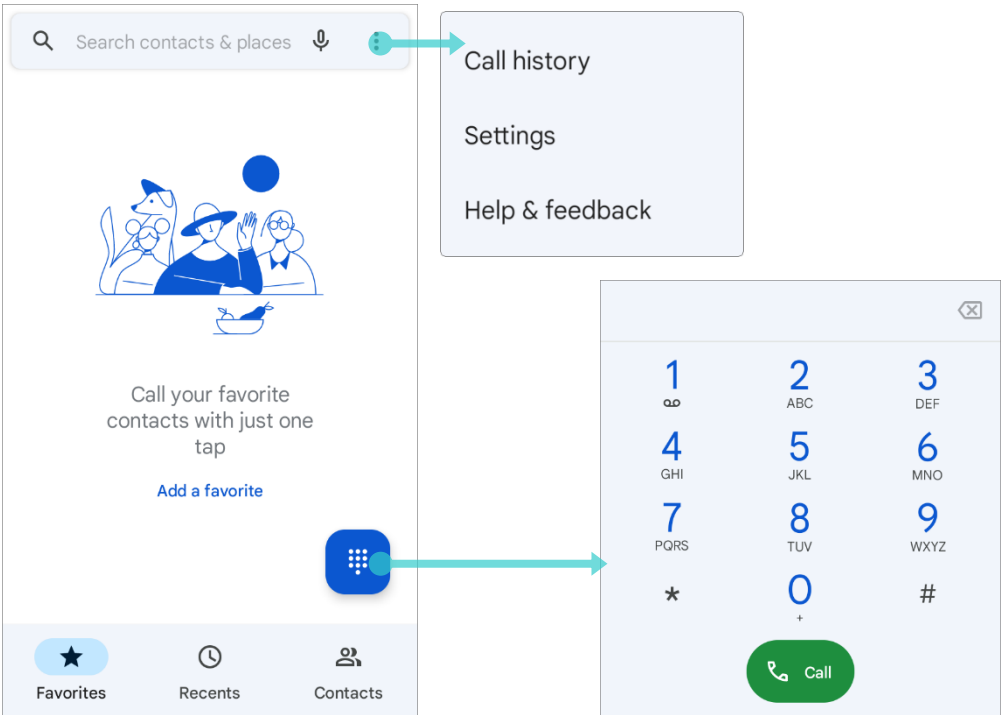 Search contacts & places
Call your favorite
contacts with just one
tap
Add a favorite
Favorites
Recents
Contacts
Call history
Settings
Help & feedback
1 2 3
ABC DEF
4 5 6
GHI JKL MNO
7 8 9
PQRS TUV WXYZ
* 0 #
+
Call